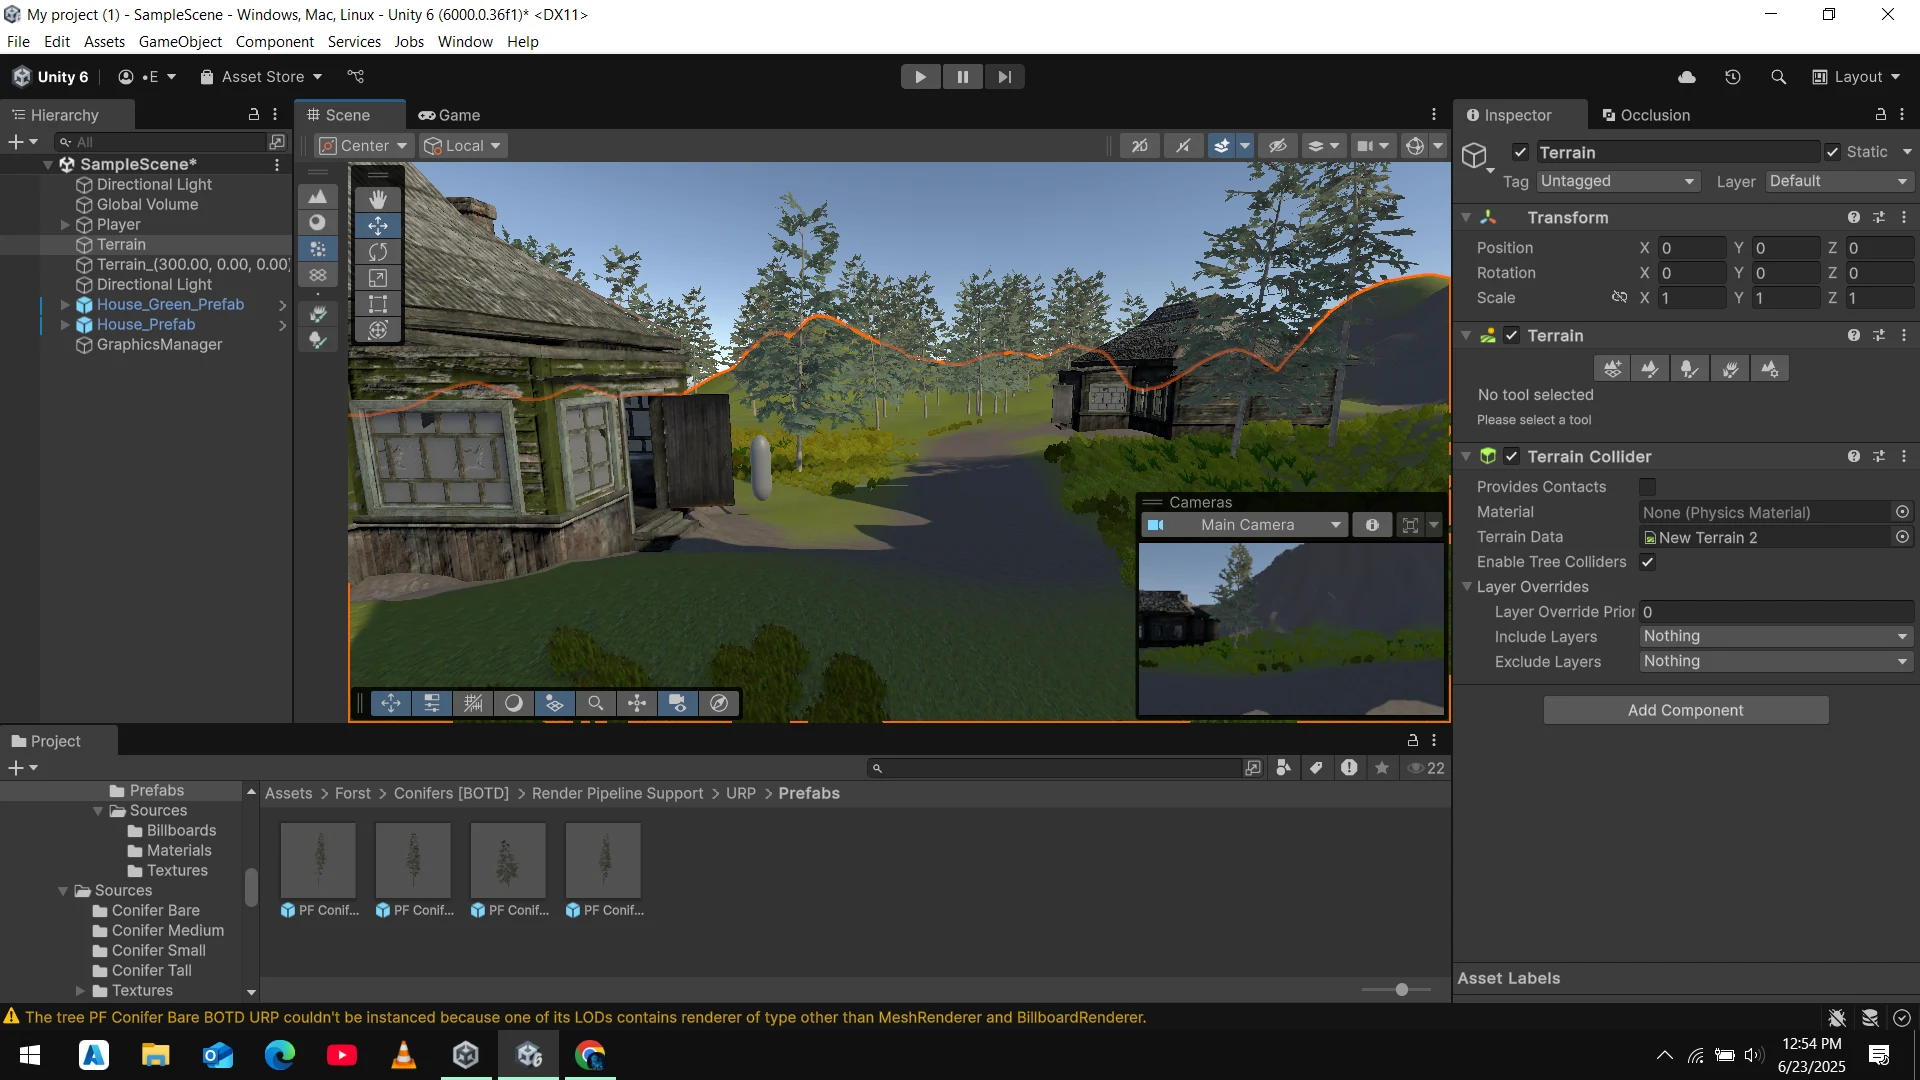 My project (1) - SampleScene - Windows, Mac, Linux - Unity 6 (6000.0.36f1)* <DX11>
File Edit Assets GameObject Component Services Jobs Window Help
Unity 6 •E Asset Store Layout
Hierarchy
All
SampleScene*
Directional Light
Global Volume
Player
Terrain
Terrain_(300.00, 0.00, 0.00)
Directional Light
House_Green_Prefab
House_Prefab
GraphicsManager
Scene Game
Center Local
2D
Cameras
Main Camera
Inspector Occlusion
Terrain Static
Tag Untagged Layer Default
Transform
Position X 0 Y 0 Z 0
Rotation X 0 Y 0 Z 0
Scale X 1 Y 1 Z 1
Terrain
No tool selected
Please select a tool
Terrain Collider
Provides Contacts
Material None (Physics Material)
Terrain Data New Terrain 2
Enable Tree Colliders
Layer Overrides
Layer Override Prior 0
Include Layers Nothing
Exclude Layers Nothing
Add Component
Asset Labels
Project
22
Prefabs
Sources
Billboards
Materials
Textures
Sources
Conifer Bare
Conifer Medium
Conifer Small
Conifer Tall
Textures
Assets > Forst > Conifers [BOTD] > Render Pipeline Support > URP > Prefabs
PF Conif... PF Conif... PF Conif... PF Conif...
The tree PF Conifer Bare BOTD URP couldn't be instanced because one of its LODs contains renderer of type other than MeshRenderer and BillboardRenderer.
12:54 PM
6/23/2025